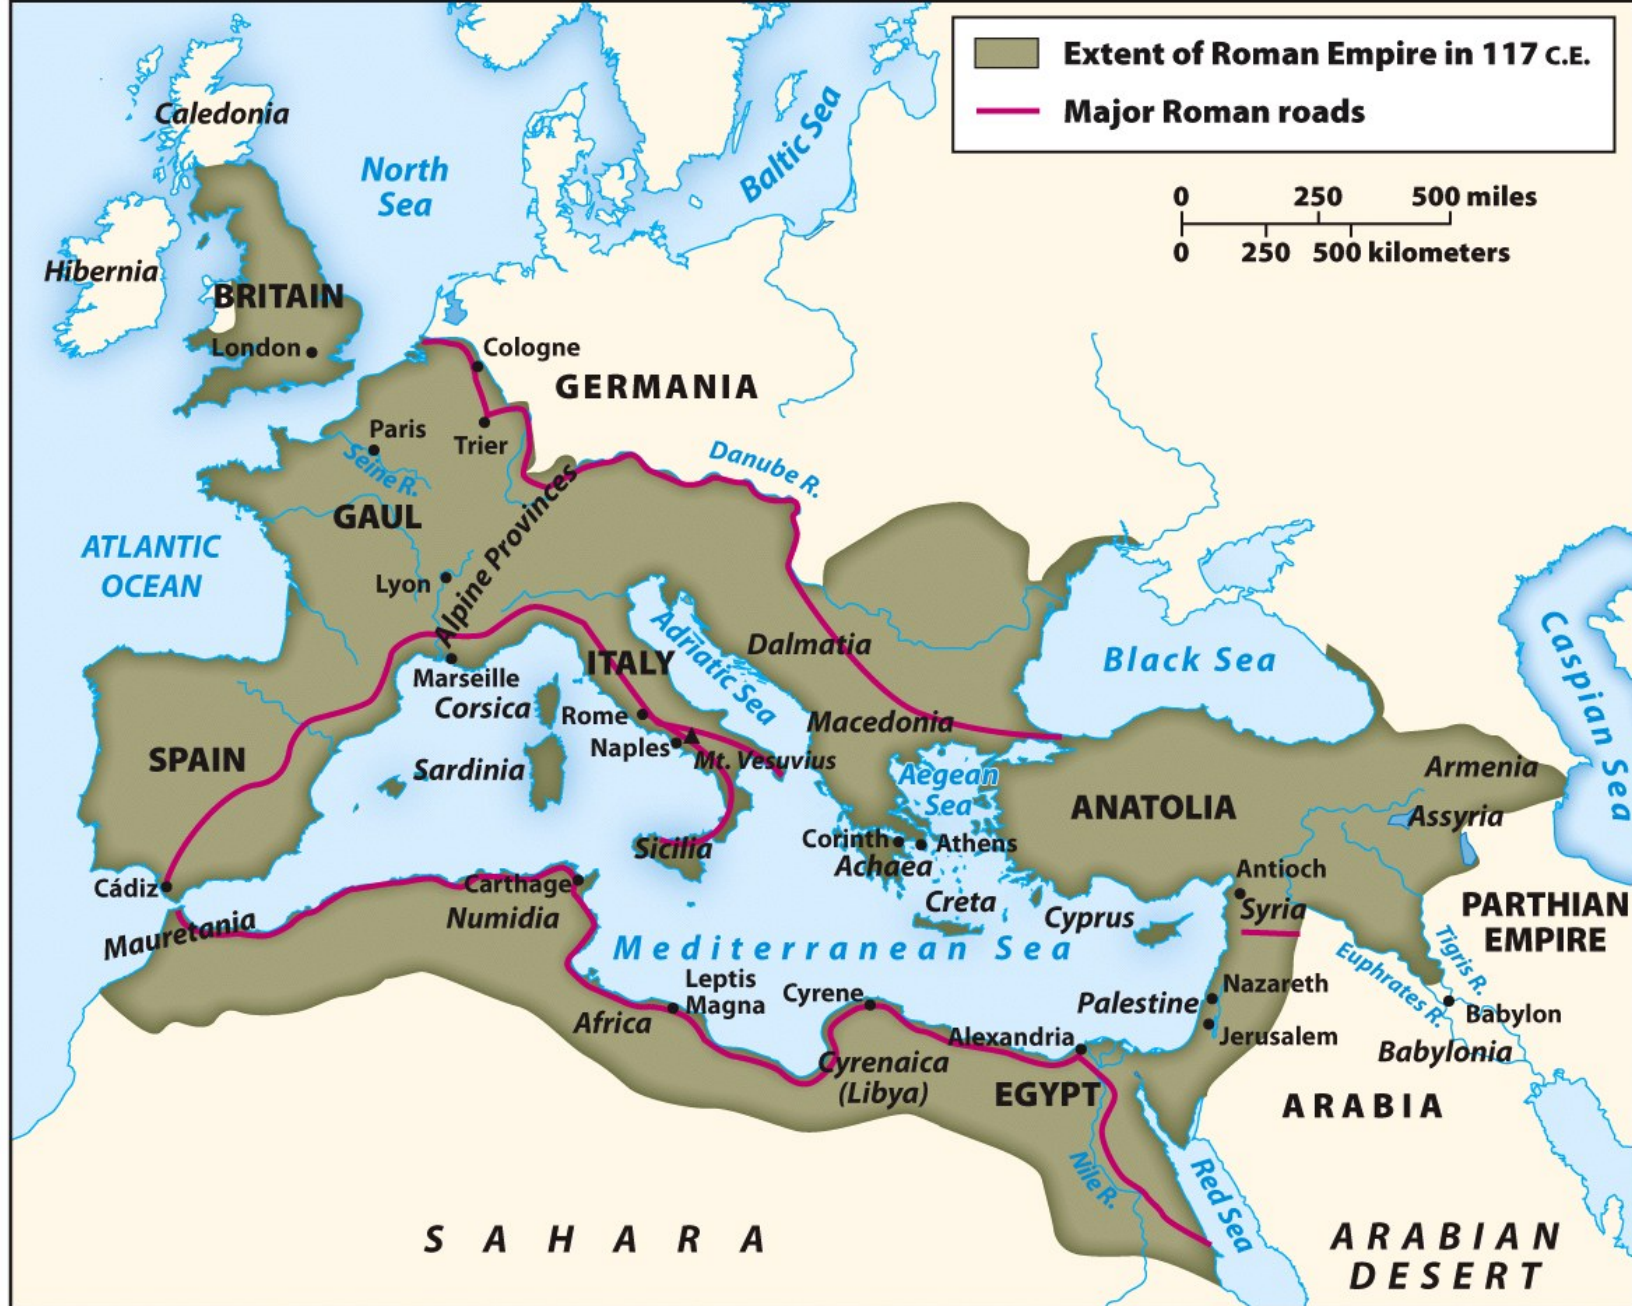 Extent of Roman Empire in 117 C.E.
Major Roman roads
0 250 500 miles
0 250 500 kilometers
Caledonia
North
Sea
Baltic Sea
Hibernia
BRITAIN
London
Cologne
GERMANIA
Paris
Trier
Seine R.
Danube R.
GAUL
ATLANTIC
OCEAN
Lyon
Alpine Provinces
Adriatic Sea
Dalmatia
Black Sea
Caspian Sea
ITALY
Marseille
Corsica
Rome
Macedonia
SPAIN
Naples
Mt. Vesuvius
Sardinia
Aegean
Sea
ANATOLIA
Armenia
Assyria
Sicilia
Corinth
Athens
Achaea
Antioch
Cádiz
Carthage
Creta
Cyprus
Syria
PARTHIAN
EMPIRE
Mauretania
Numidia
Mediterranean Sea
Tigris R.
Euphrates R.
Leptis
Magna
Cyrene
Palestine
Nazareth
Babylon
Africa
Alexandria
Jerusalem
Babylonia
Cyrenaica
(Libya)
EGYPT
ARABIA
Nile R.
Red Sea
SAHARA
ARABIAN
DESERT